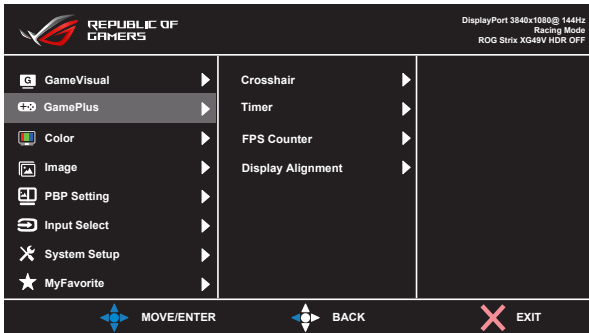 REPUBLIC OF
GAMERS
DisplayPort 3840x1080@ 144Hz
Racing Mode
ROG Strix XG49V HDR OFF
G GameVisual
GamePlus
Color
Image
PBP Setting
Input Select
System Setup
MyFavorite
Crosshair
Timer
FPS Counter
Display Alignment
MOVE/ENTER
BACK
EXIT